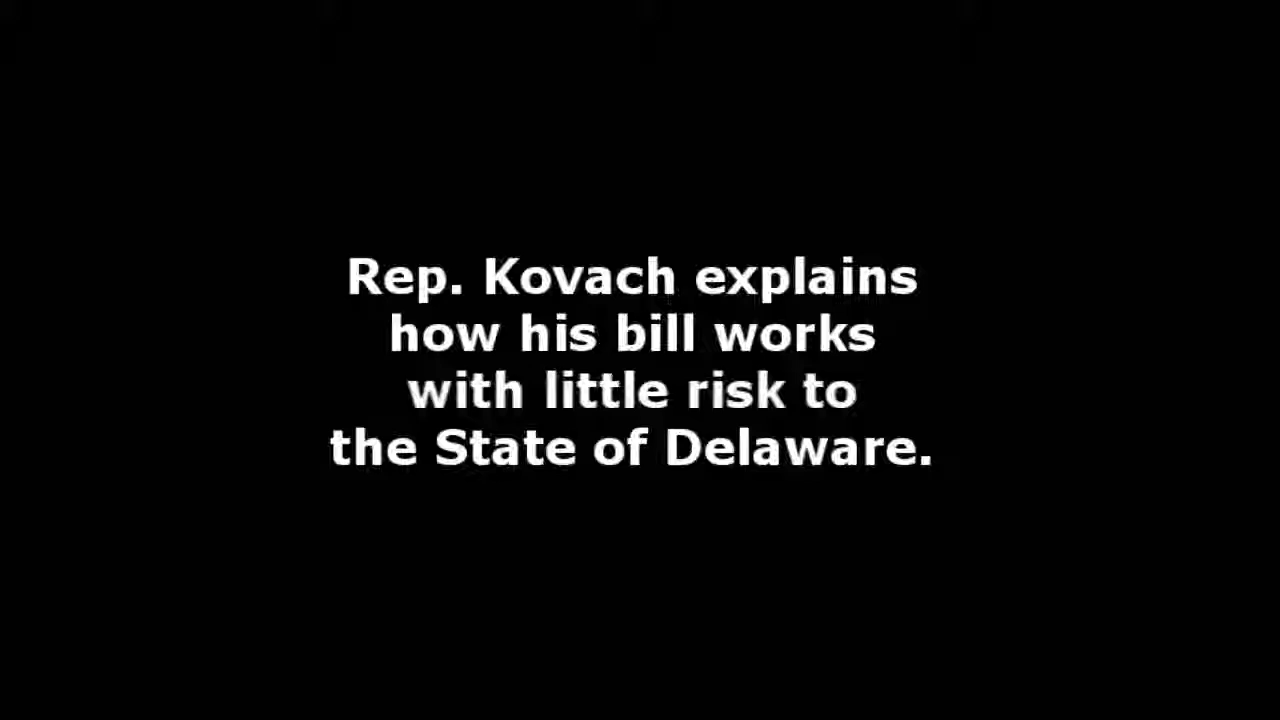 Rep. Kovach explains
how his bill works
with little risk to
the State of Delaware.